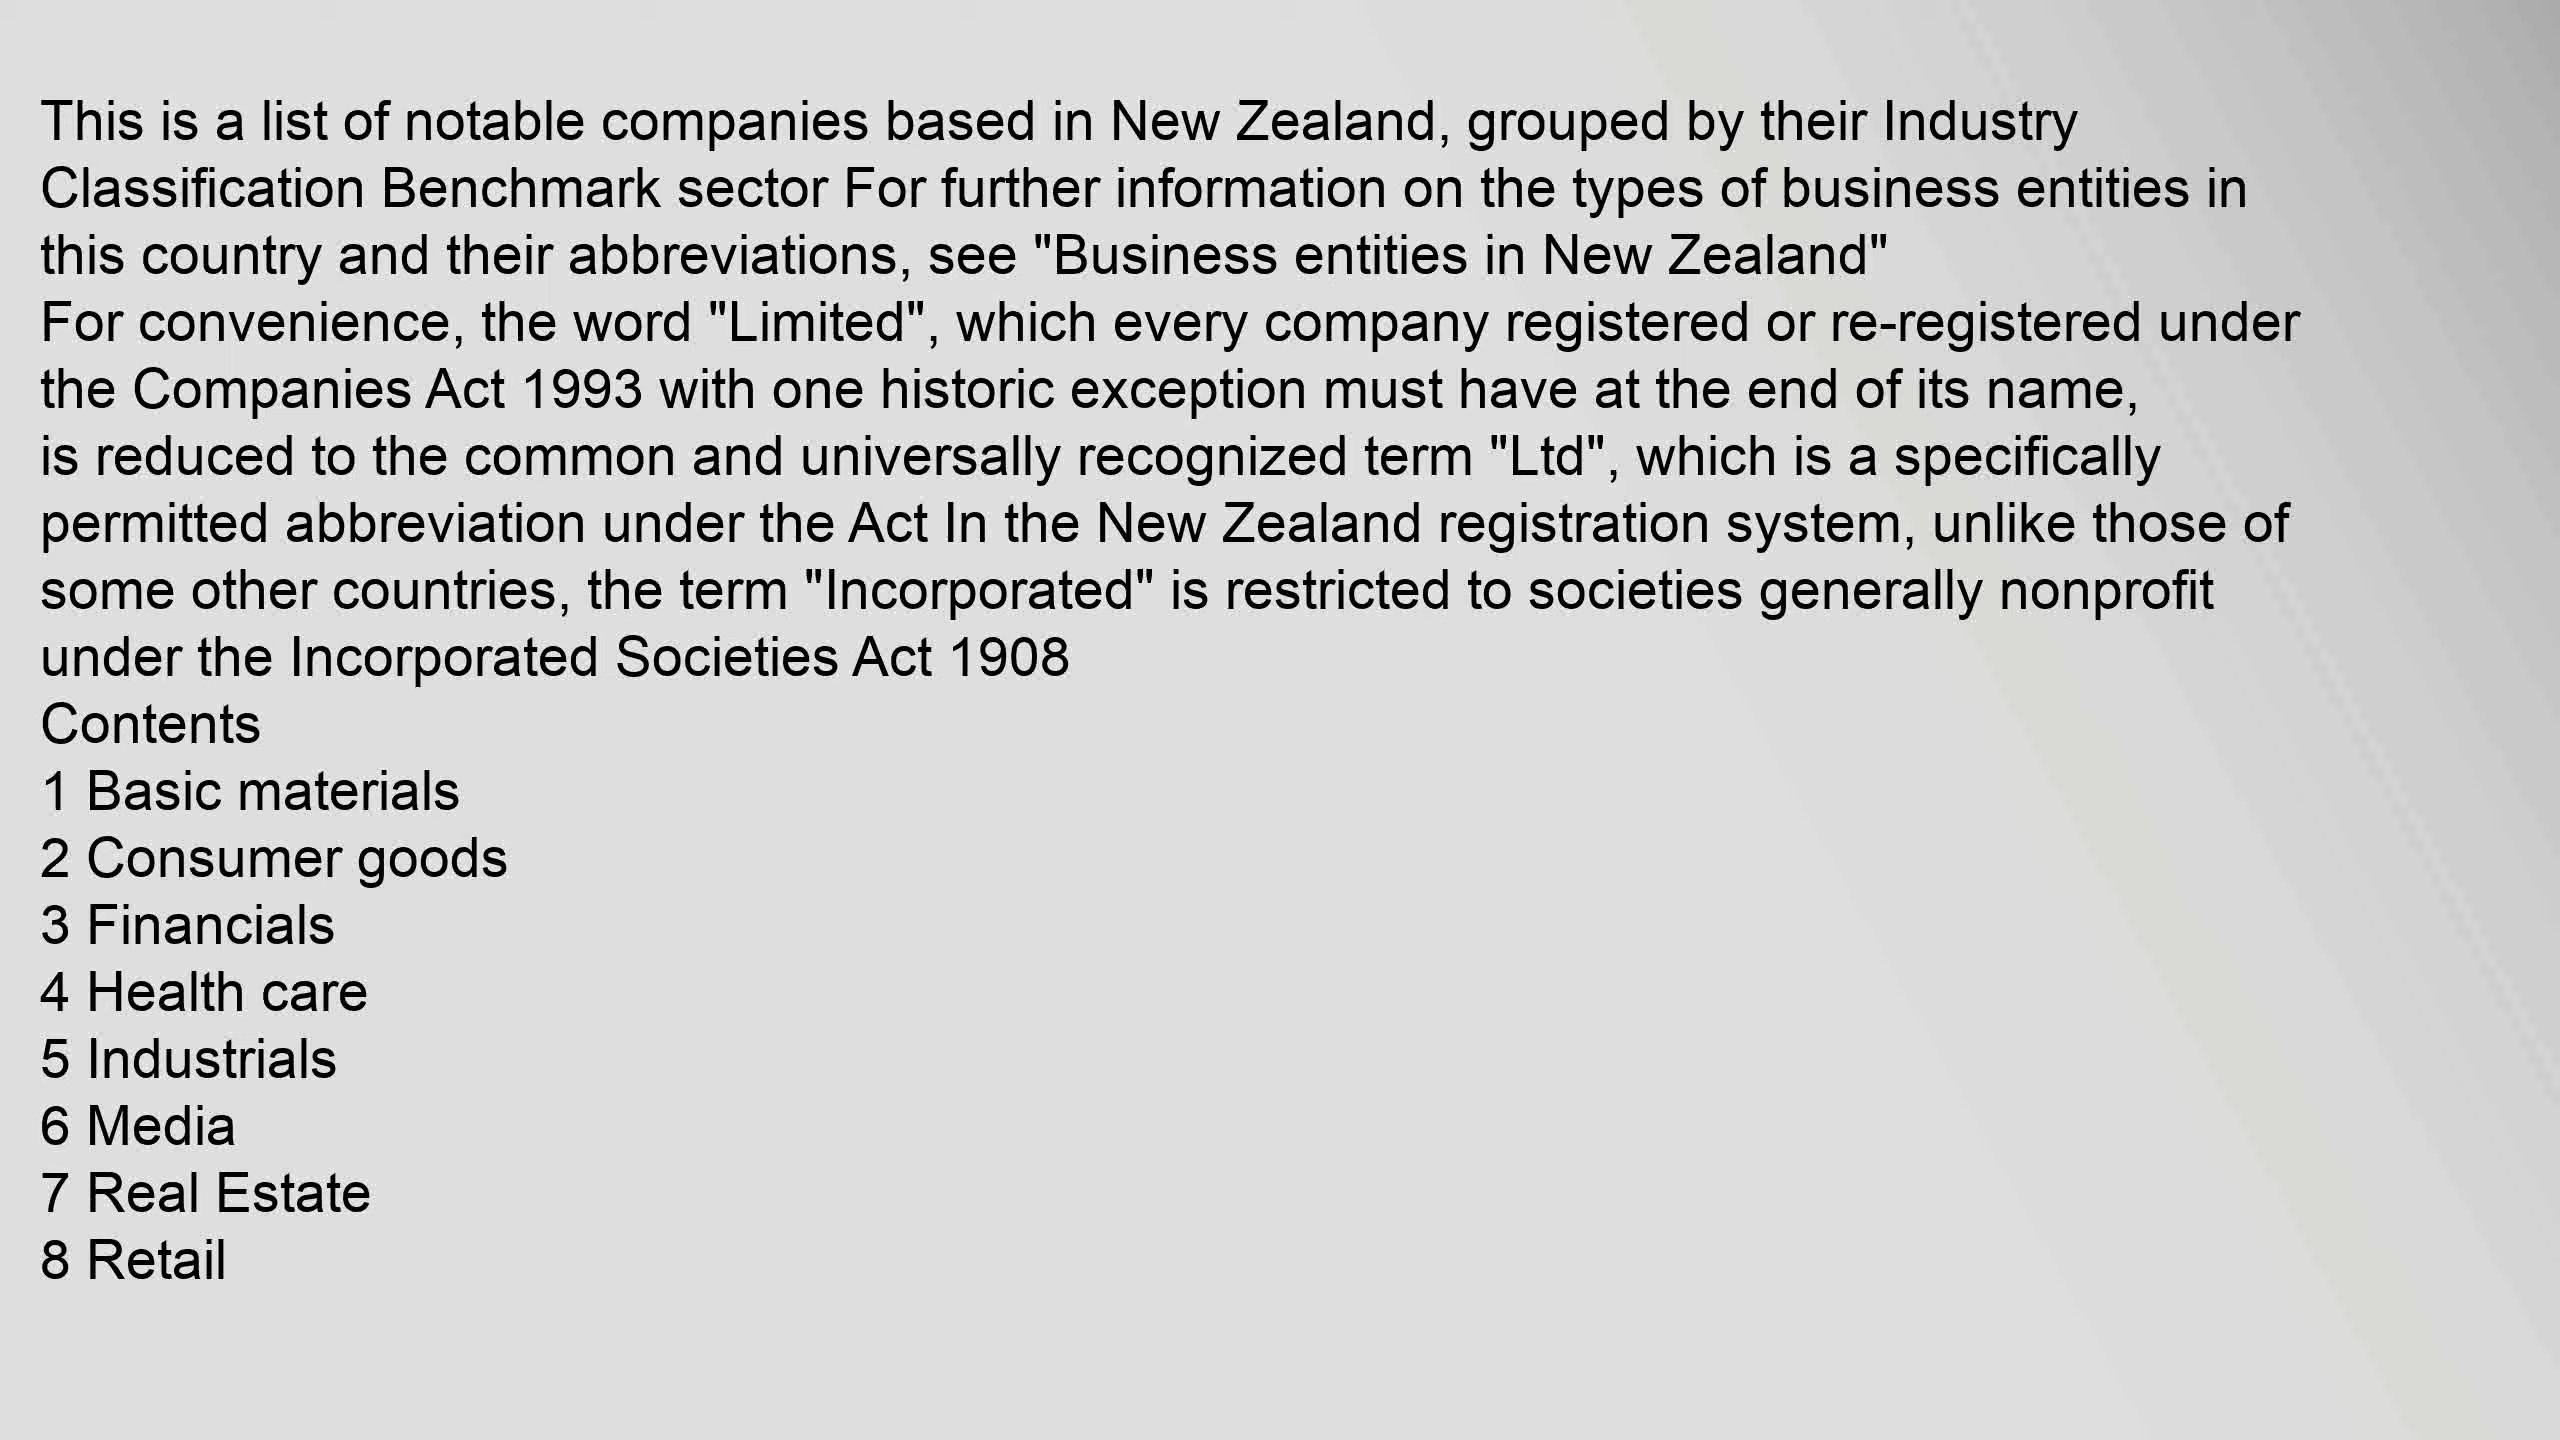 This is a list of notable companies based in New Zealand, grouped by their Industry
Classification Benchmark sector For further information on the types of business entities in
this country and their abbreviations, see "Business entities in New Zealand"
For convenience, the word "Limited", which every company registered or re-registered under
the Companies Act 1993 with one historic exception must have at the end of its name,
is reduced to the common and universally recognized term "Ltd", which is a specifically
permitted abbreviation under the Act In the New Zealand registration system, unlike those of
some other countries, the term "Incorporated" is restricted to societies generally nonprofit
under the Incorporated Societies Act 1908
Contents
1 Basic materials
2 Consumer goods
3 Financials
4 Health care
5 Industrials
6 Media
7 Real Estate
8 Retail